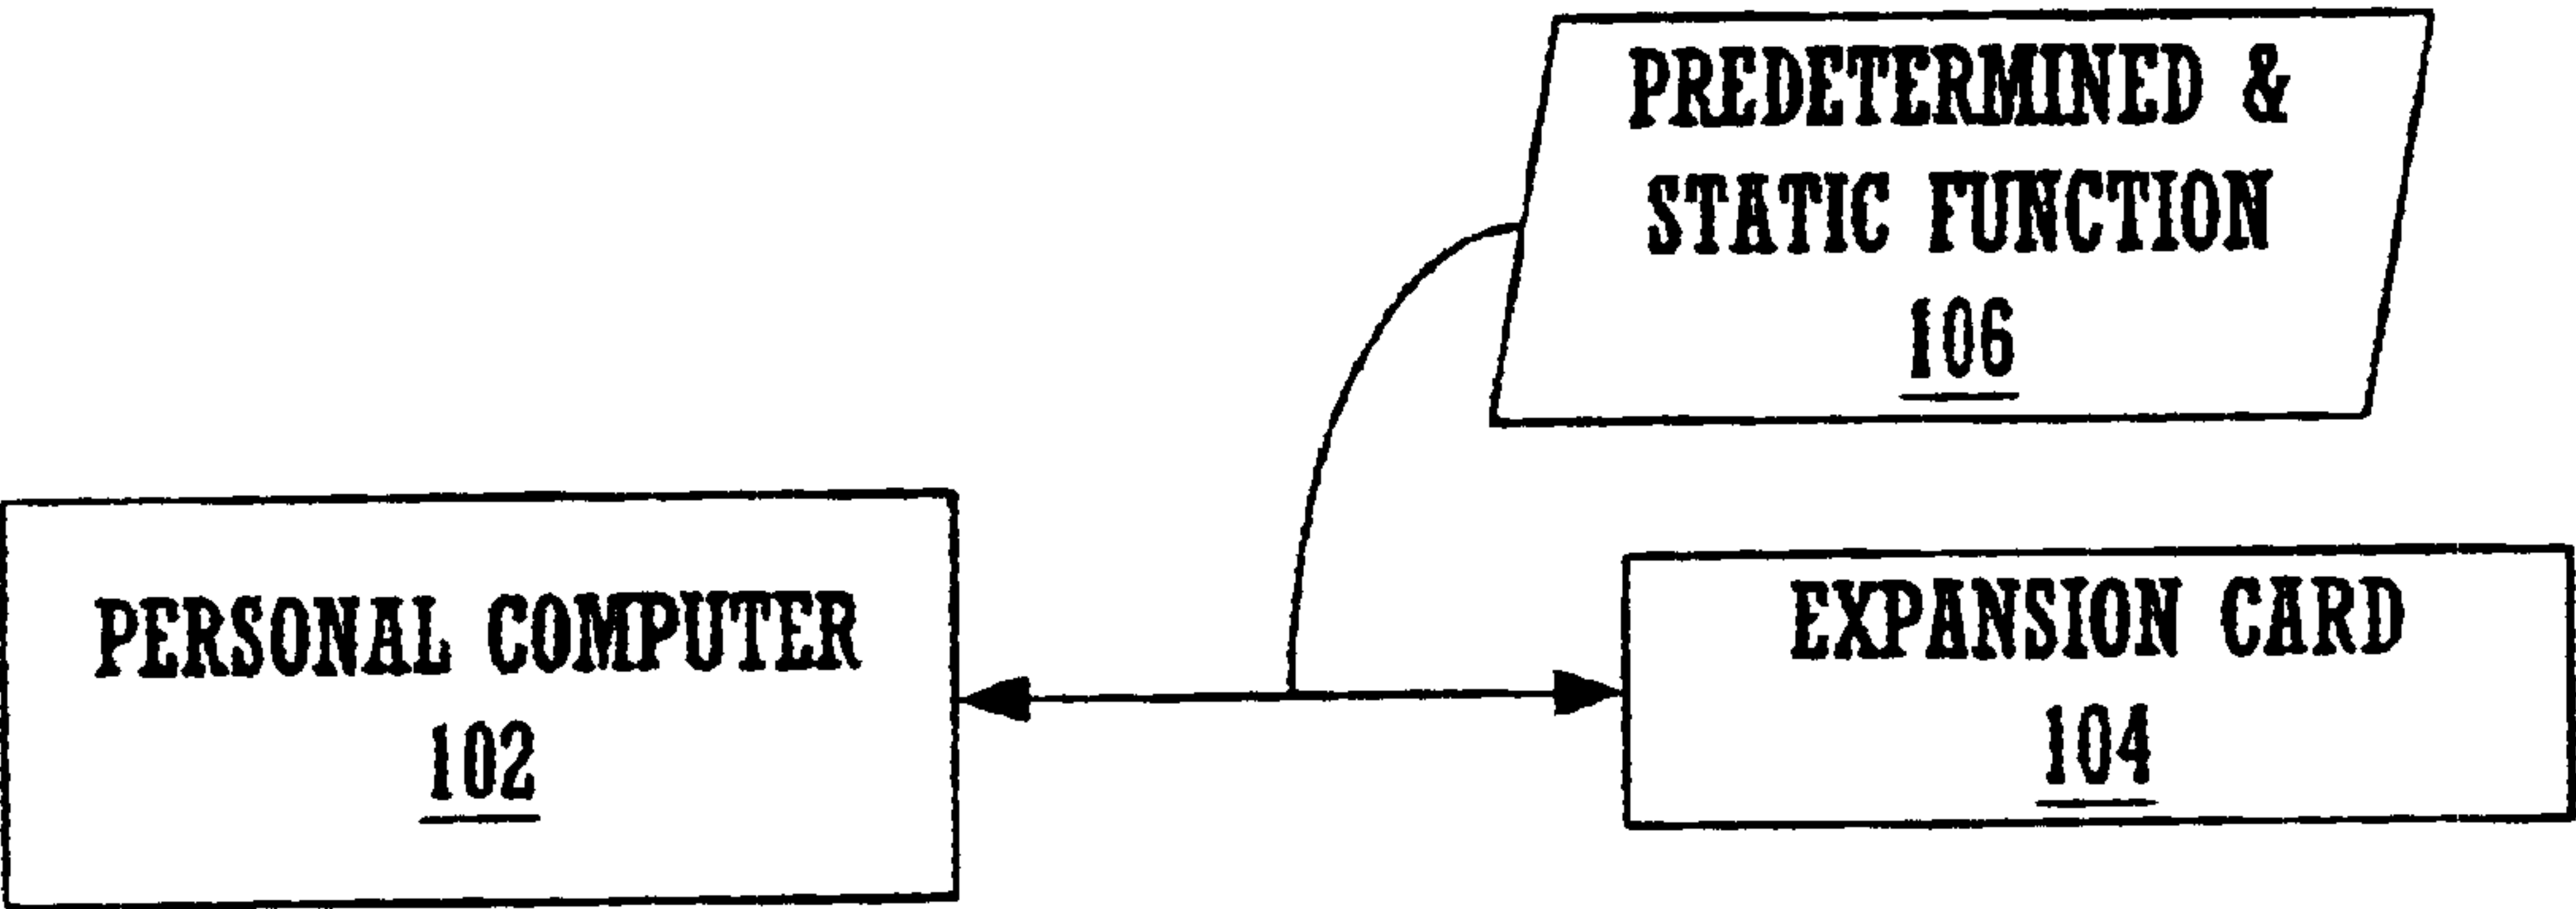 PREDETERMINED &
STATIC FUNCTION
106
PERSONAL COMPUTER
102
EXPANSION CARD
104